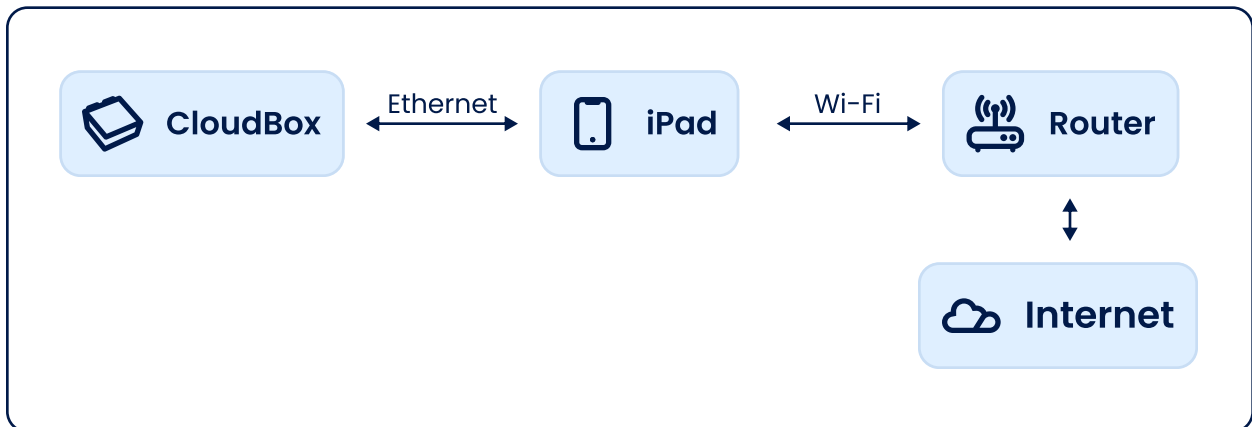 CloudBox
Ethernet
iPad
Wi-Fi
Router
Internet